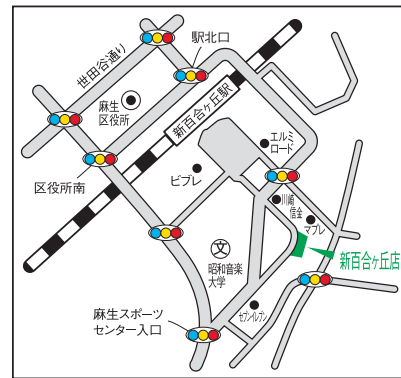 世田谷通り
駅北口
麻生
区役所
新百合ヶ丘駅
エルミ
ロード
区役所南
ビブレ
川崎
信金
マプレ
文
昭和音楽
大学
新百合ヶ丘店
セブンイレブン
麻生スポーツ
センター入口